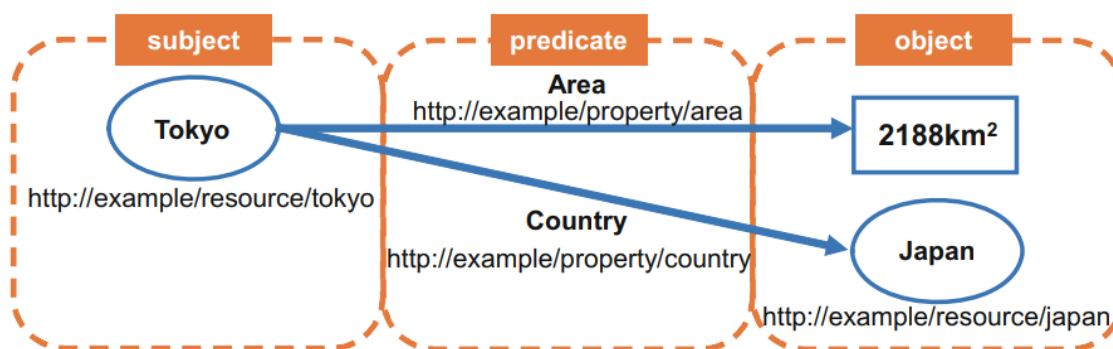 subject
predicate
object
Area
http://example/property/area
Tokyo
2188km²
http://example/resource/tokyo
Country
http://example/property/country
Japan
http://example/resource/japan